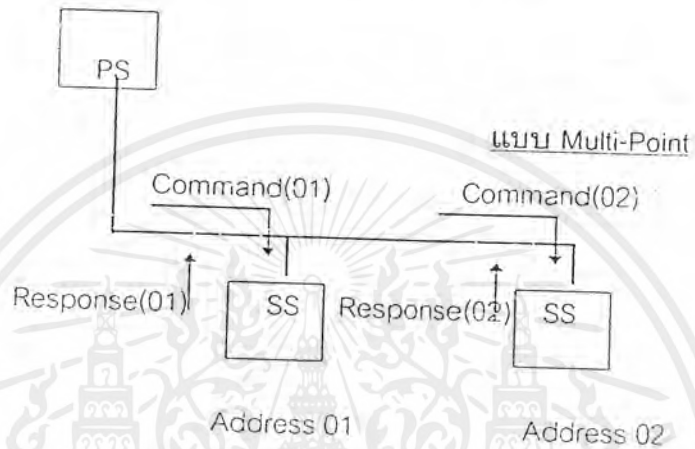 PS
แบบ Multi-Point
Command(01)
Command(02)
Response(01)
SS
Response(02)
SS
Address 01
Address 02